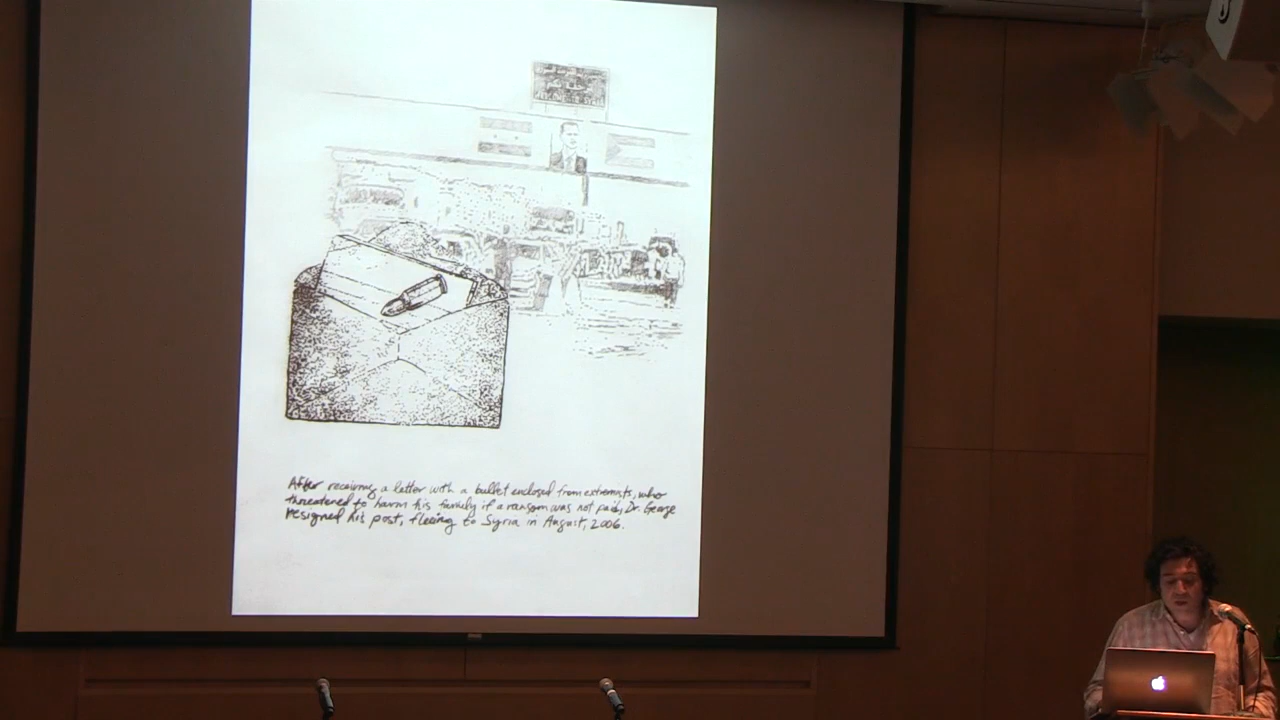 After receiving a letter with a bullet enclosed from extremists, who
threatened to harm his family if a ransom was not paid, Dr. George
resigned his post, fleeing to Syria in August, 2006.